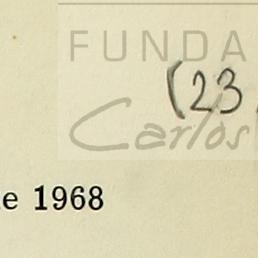 FUNDA
(23,
Carlos
e 1968